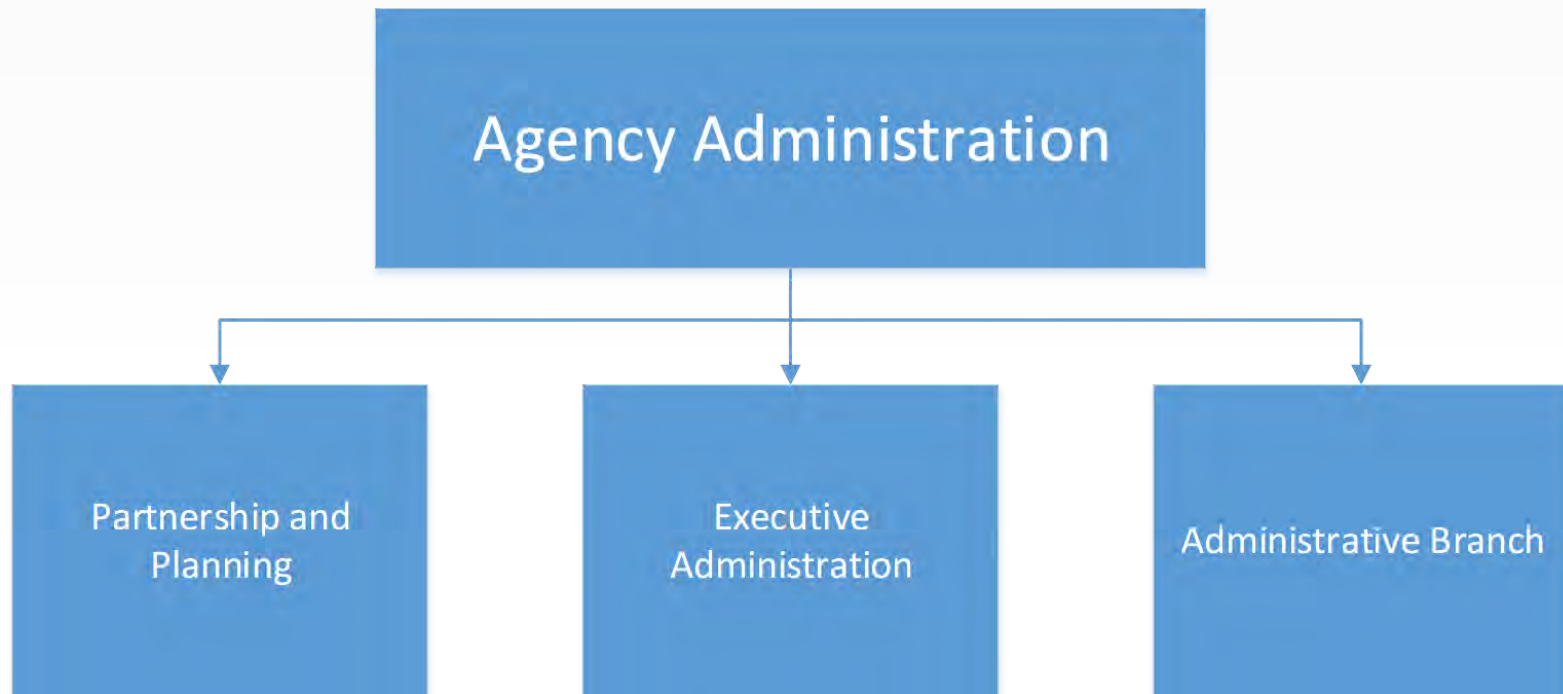 Agency Administration
Partnership and
Planning
Executive
Administration
Administrative Branch